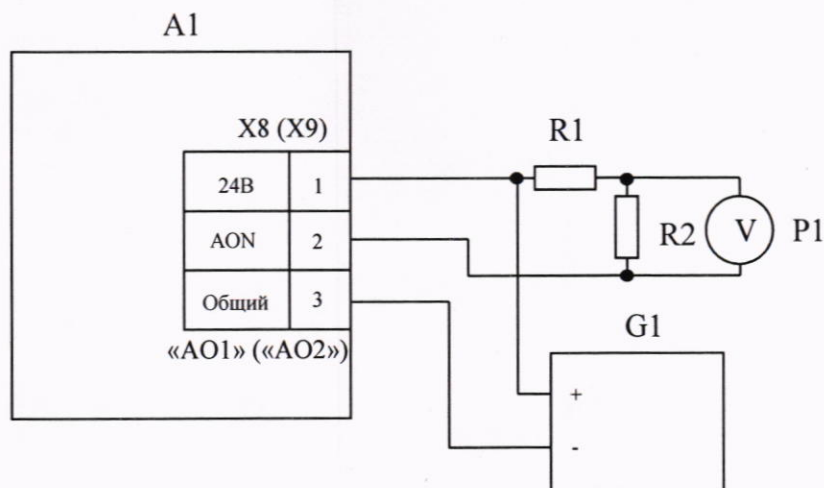 A1
X8 (X9)
R1
24В
1
AON
2
R2
V
P1
Общий
3
G1
«AO1» («AO2»)
+
-